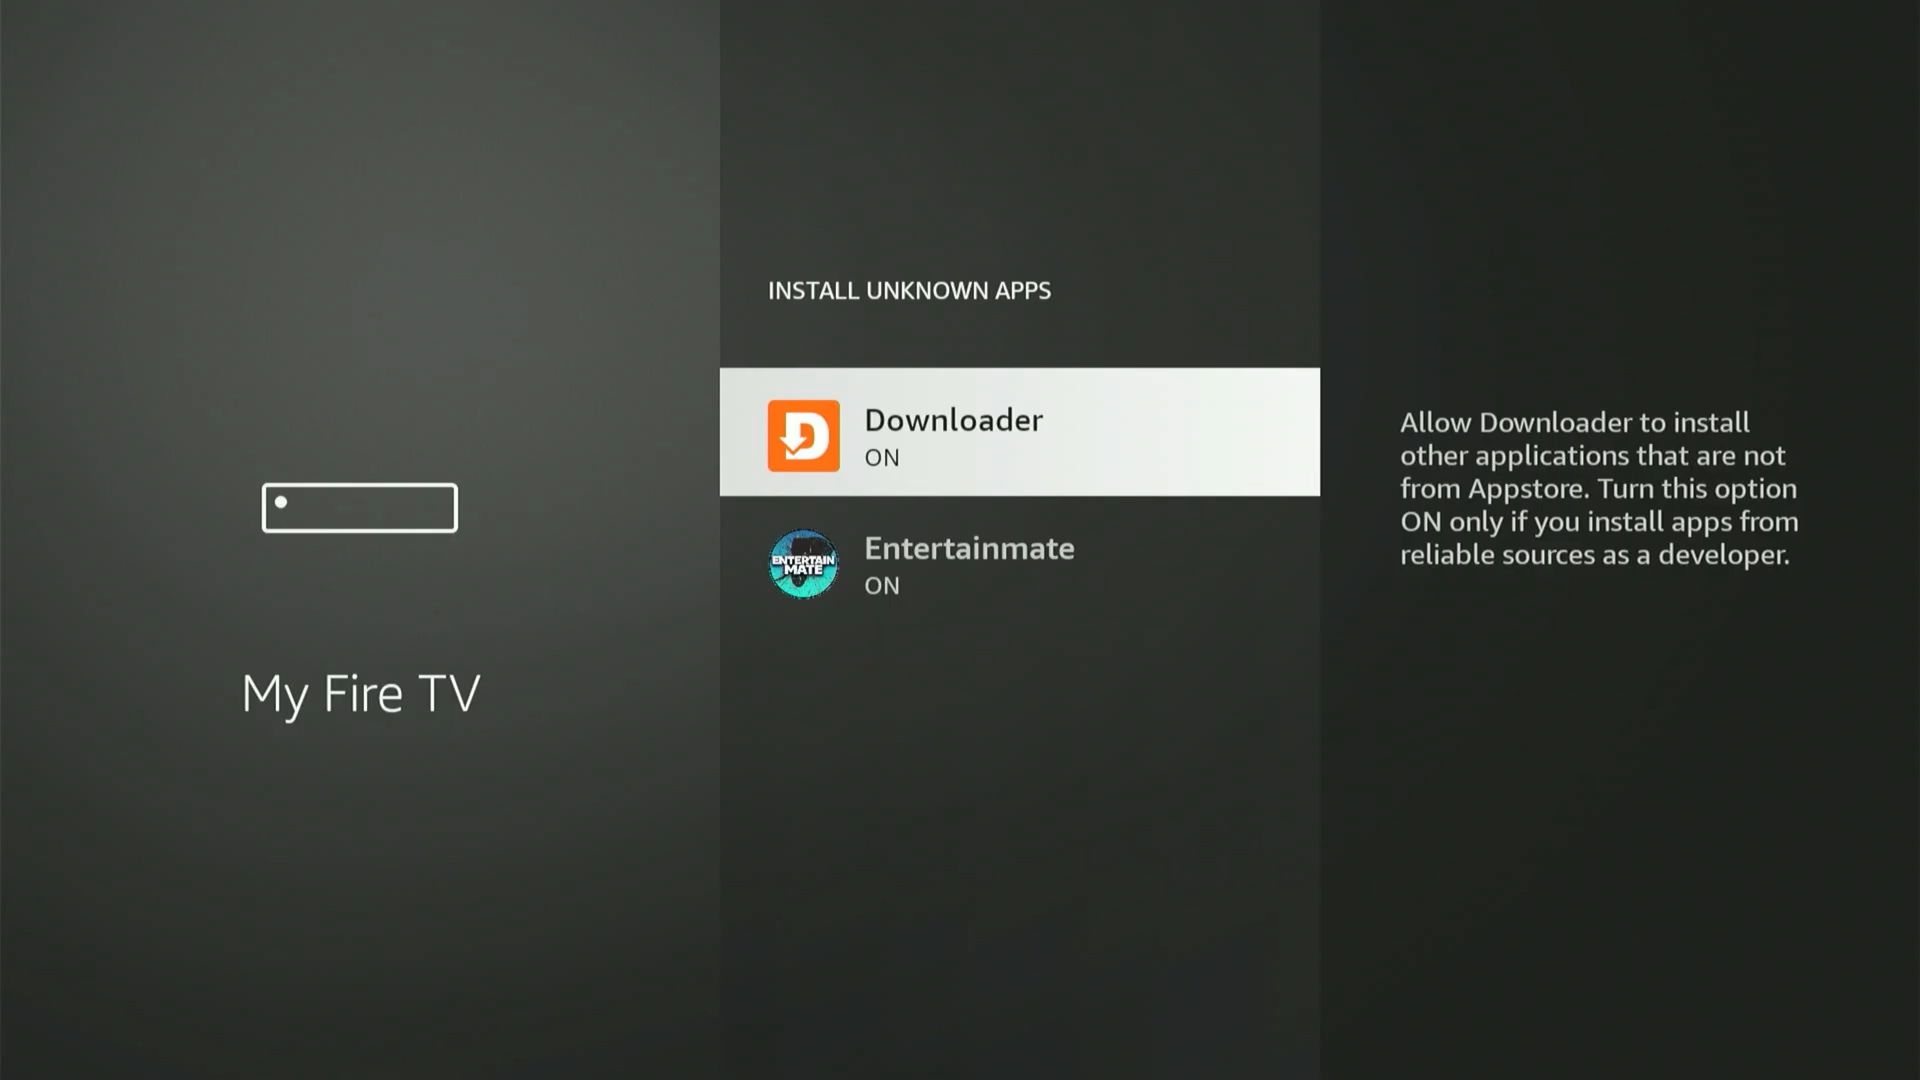 INSTALL UNKNOWN APPS
Downloader
ON
ENTERTAIN
MATE
Entertainmate
ON
My Fire TV
Allow Downloader to install
other applications that are not
from Appstore. Turn this option
ON only if you install apps from
reliable sources as a developer.